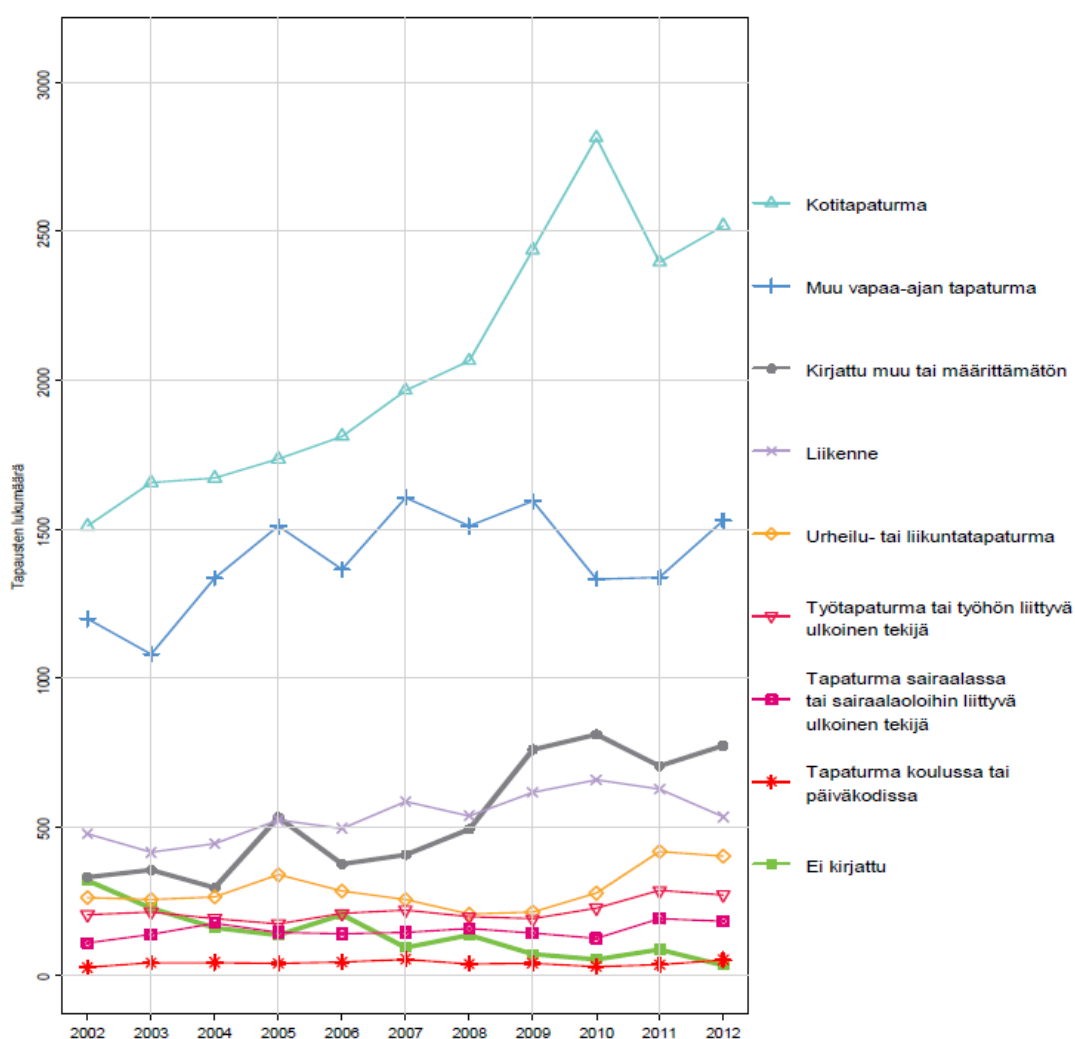 3000
2500
2000
1500
1000
500
0
Tapausten lukumäärä
2002 2003 2004 2005 2006 2007 2008 2009 2010 2011 2012
Kotitapaturma
Muu vapaa-ajan tapaturma
Kirjattu muu tai määrittämätön
Liikenne
Urheilu- tai liikuntatapaturma
Työtapaturma tai työhön liittyvä
ulkoinen tekijä
Tapaturma sairaalassa
tai sairaalaoloihin liittyvä
ulkoinen tekijä
Tapaturma koulussa tai
päiväkodissa
Ei kirjattu